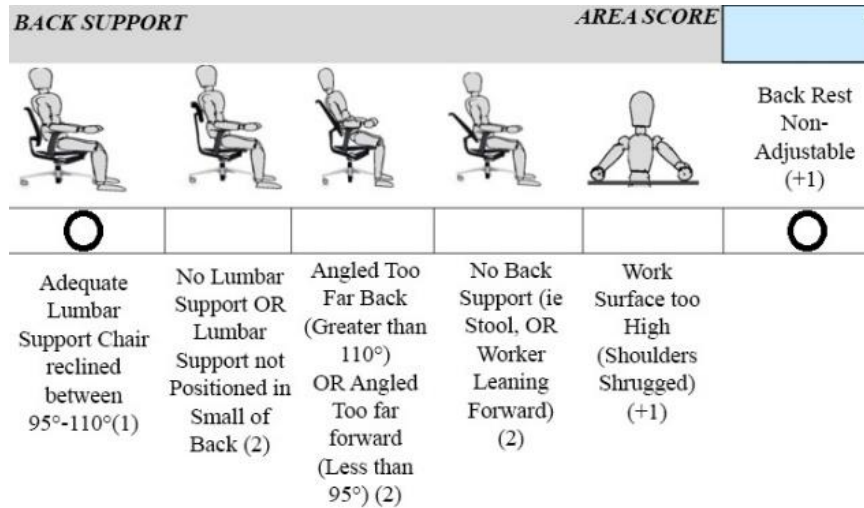 BACK SUPPORT
AREA SCORE
Back Rest
Non-
Adjustable
(+1)
Adequate
Lumbar
Support Chair
reclined
between
95°-110°(1)
No Lumbar
Support OR
Lumbar
Support not
Positioned in
Small of
Back (2)
Angled Too
Far Back
(Greater than
110°)
OR Angled
Too far
forward
(Less than
95°) (2)
No Back
Support (ie
Stool, OR
Worker
Leaning
Forward)
(2)
Work
Surface too
High
(Shoulders
Shrugged)
(+1)